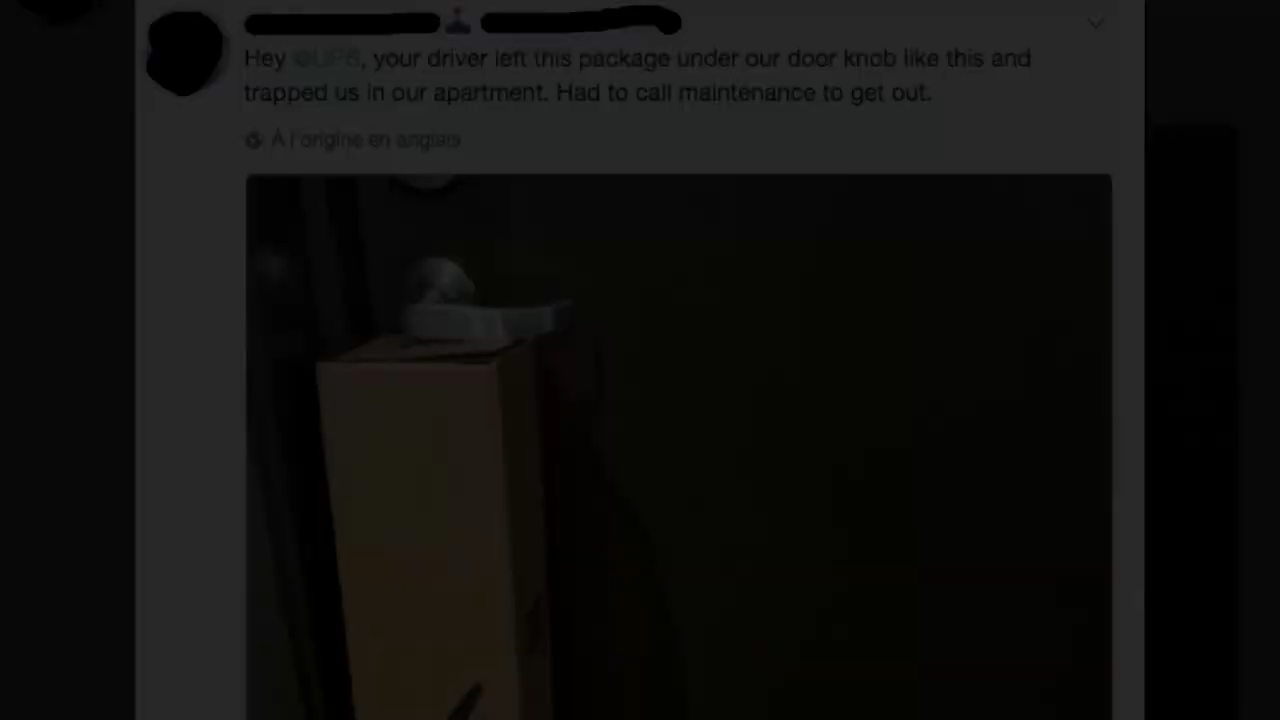 Hey @UPS, your driver left this package under our door knob like this and
trapped us in our apartment. Had to call maintenance to get out.
À l'origine en anglais